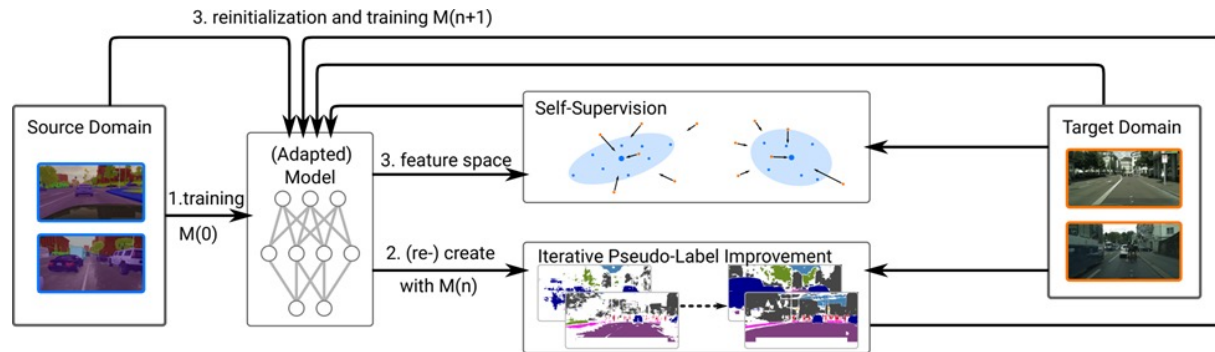 3. reinitialization and training M(n+1)
Source Domain
1.training
M(0)
(Adapted)
Model
3. feature space
2. (re-) create
with M(n)
Self-Supervision
Iterative Pseudo-Label Improvement
Target Domain